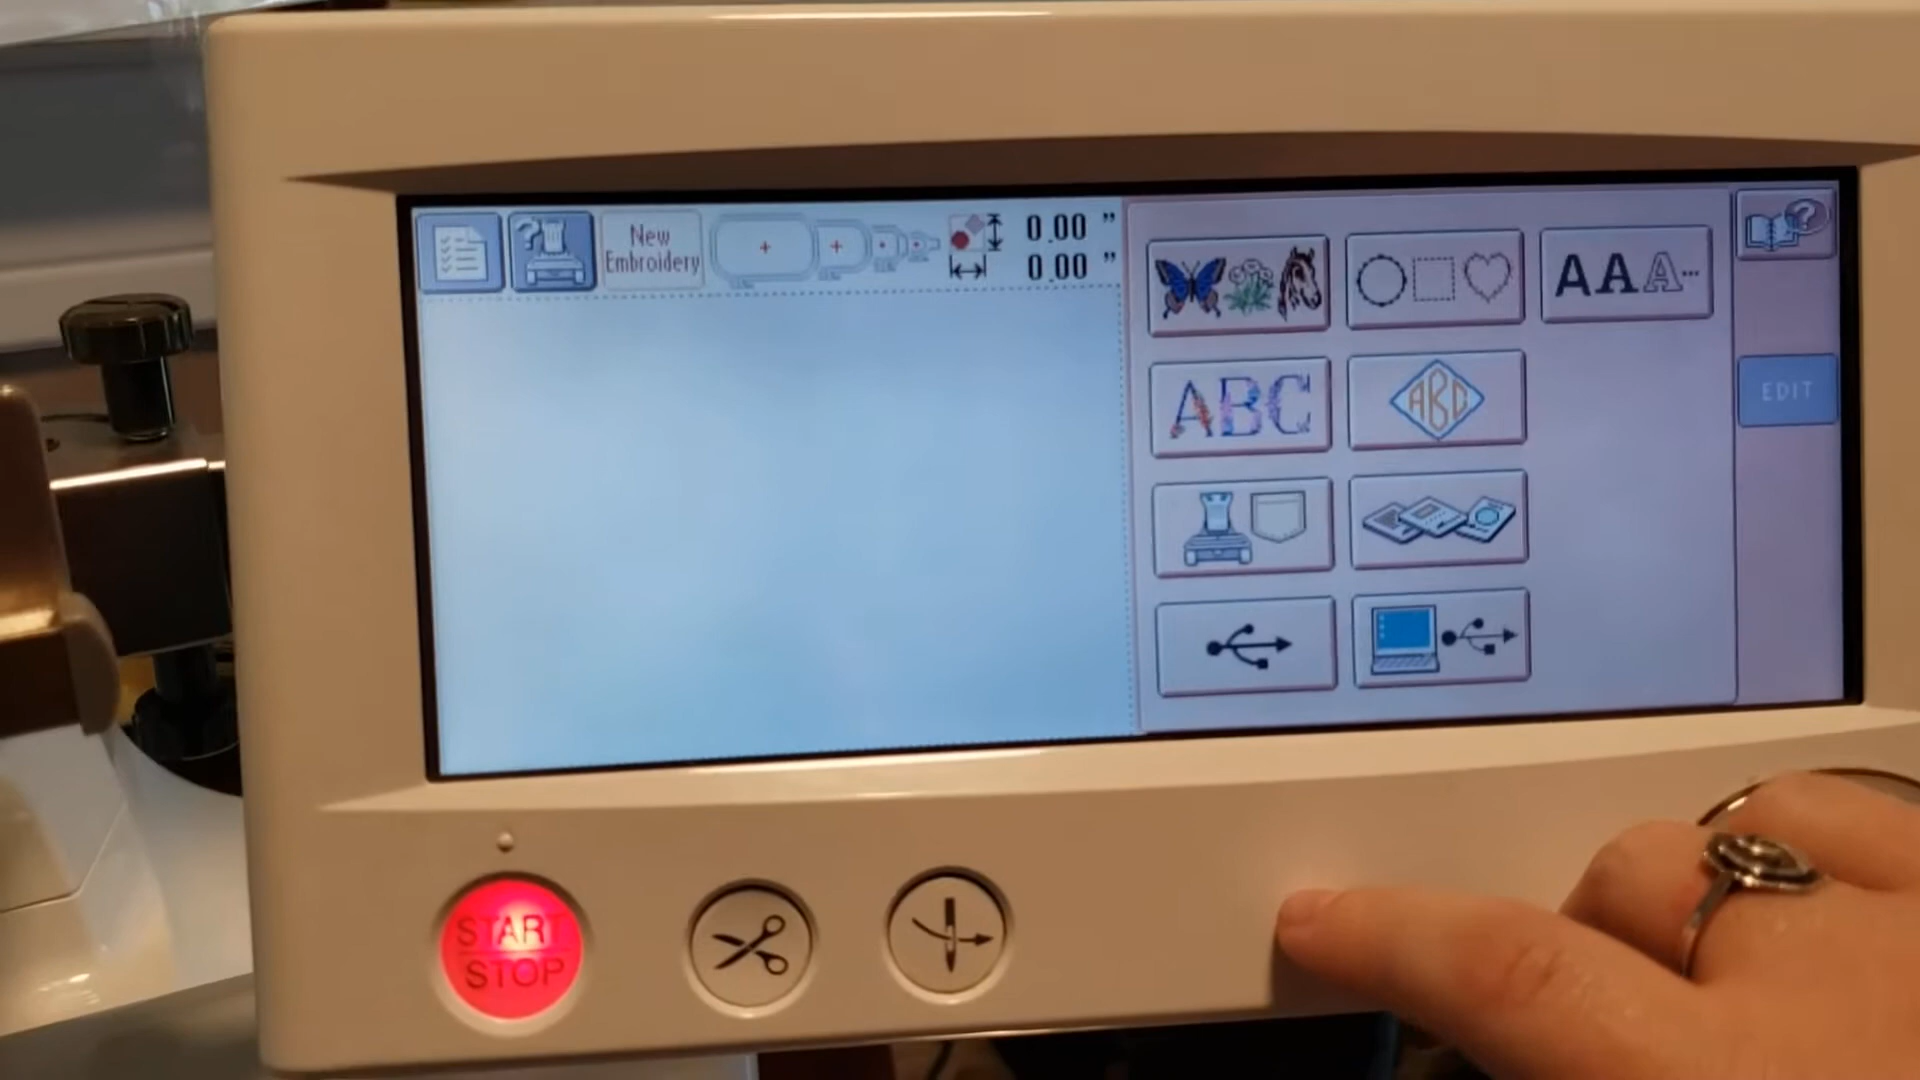 New
Embroidery
0.00 "
0.00 "
AAA...
ABC
ABC
EDIT
START
STOP